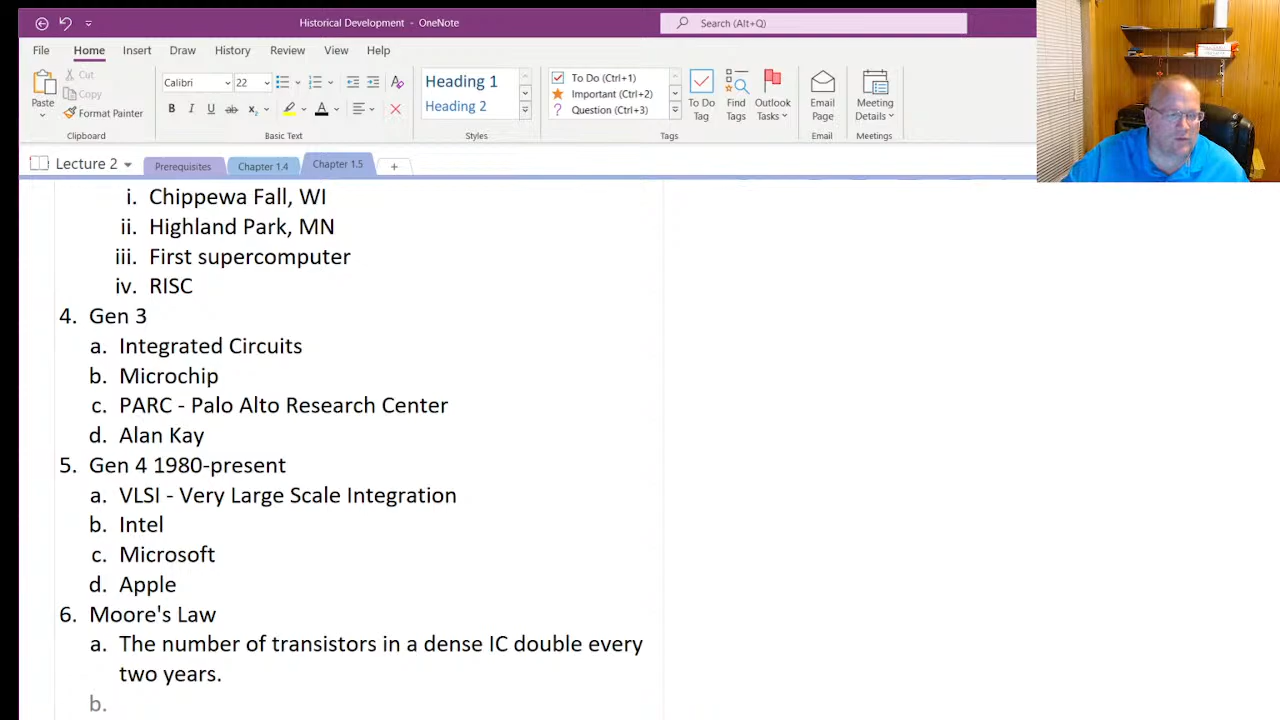 Historical Development - OneNote
Search (Alt+Q)
File Home Insert Draw View History Review View Help
Paste
Cut
Copy
Format Painter
Clipboard
Calibri 22
B I U ab x₂ A
Basic Text
Heading 1
Heading 2
Styles
To Do (Ctrl+1)
Important (Ctrl+2)
? Question (Ctrl+3)
To Do Tag
Find Tags
Outlook Tasks
Tags
Email Page
Email
Meeting Details
Meetings
Lecture 2 Prerequisites Chapter 1.4 Chapter 1.5 +
i. Chippewa Fall, WI
ii. Highland Park, MN
iii. First supercomputer
iv. RISC
4. Gen 3
a. Integrated Circuits
b. Microchip
c. PARC - Palo Alto Research Center
d. Alan Kay
5. Gen 4 1980-present
a. VLSI - Very Large Scale Integration
b. Intel
c. Microsoft
d. Apple
6. Moore's Law
a. The number of transistors in a dense IC double every
two years.
b.